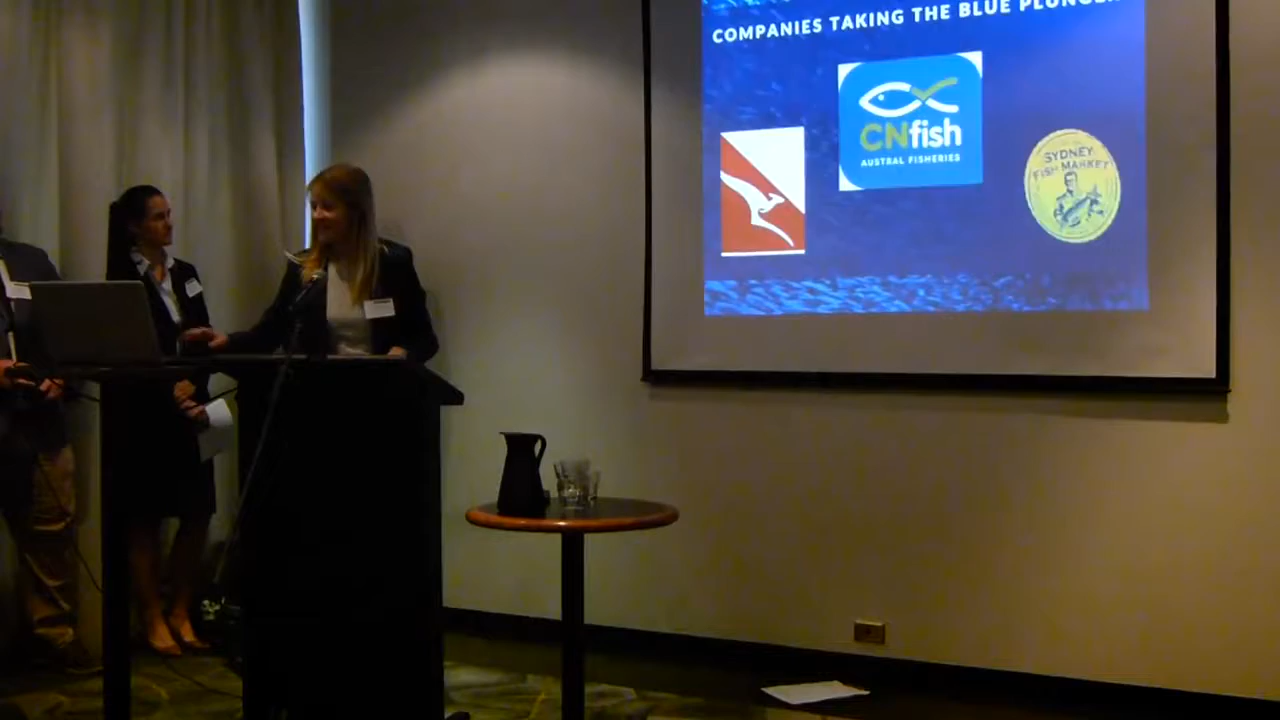 COMPANIES TAKING THE BLUE PLUNGE
CNfish
AUSTRAL FISHERIES
SYDNEY
FISH MARKET